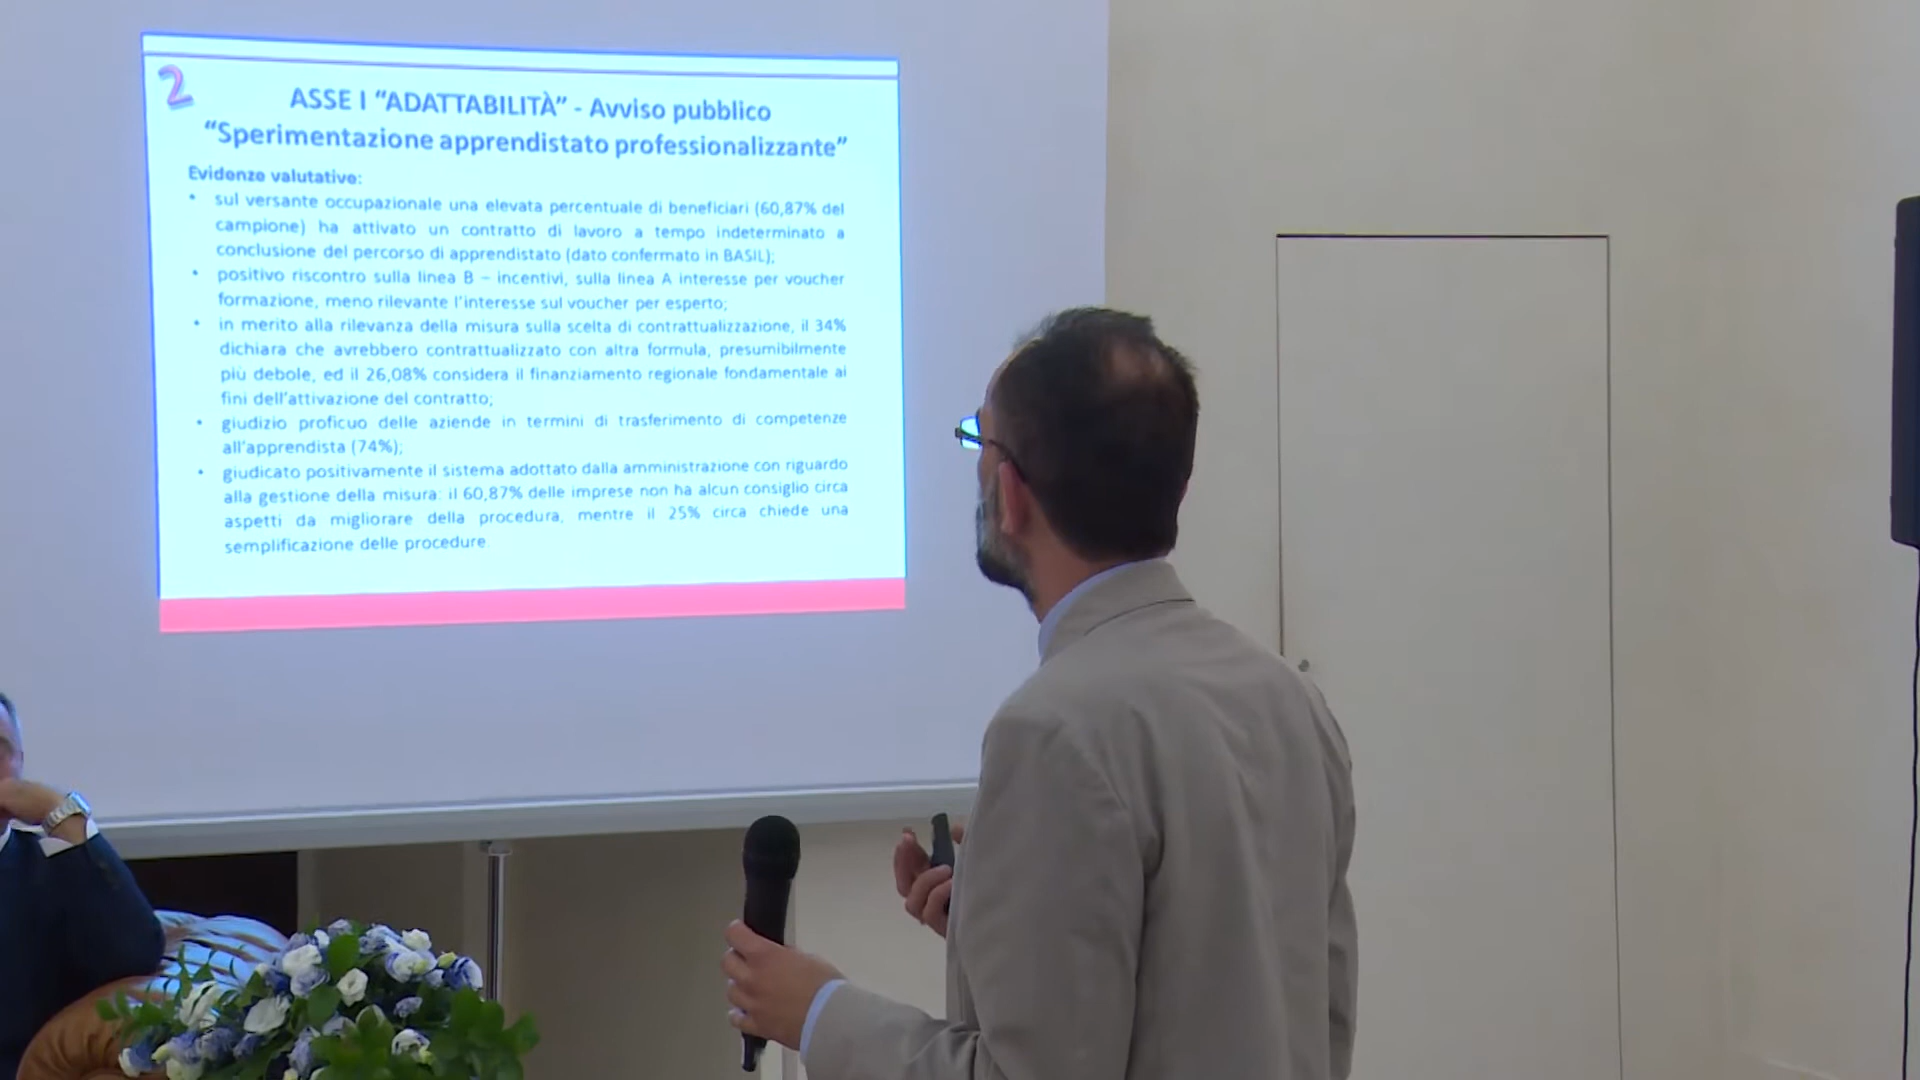 2
ASSE I “ADATTABILITÀ” - Avviso pubblico
“Sperimentazione apprendistato professionalizzante”
Evidenze valutative:
• sul versante occupazionale una elevata percentuale di beneficiari (60,87% del
campione) ha attivato un contratto di lavoro a tempo indeterminato a
conclusione del percorso di apprendistato (dato confermato in BASIL);
• positivo riscontro sulla linea B – incentivi, sulla linea A interesse per voucher
formazione, meno rilevante l'interesse sul voucher per esperto;
• in merito alla rilevanza della misura sulla scelta di contrattualizzazione, il 34%
dichiara che avrebbero contrattualizzato con altra formula, presumibilmente
più debole, ed il 26,08% considera il finanziamento regionale fondamentale ai
fini dell'attivazione del contratto;
• giudizio proficuo delle aziende in termini di trasferimento di competenze
all'apprendista (74%);
• giudicato positivamente il sistema adottato dalla amministrazione con riguardo
alla gestione della misura: il 60,87% delle imprese non ha alcun consiglio circa
aspetti da migliorare della procedura, mentre il 25% circa chiede una
semplificazione delle procedure.